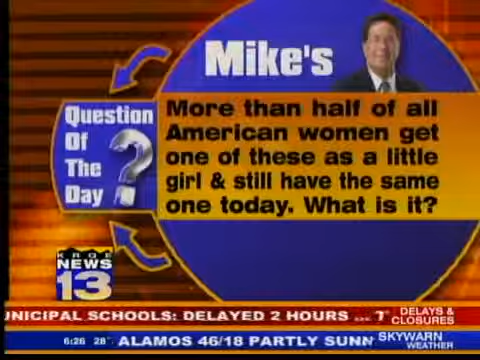 Mike's
Question
Of
The
Day
?
More than half of all
American women get
one of these as a little
girl & still have the same
one today. What is it?
KRQE
NEWS
13
UNICIPAL SCHOOLS: DELAYED 2 HOURS ...
DELAYS &
CLOSURES
6:26 28° ALAMOS 46/18 PARTLY SUNN
SKYWARN
WEATHER